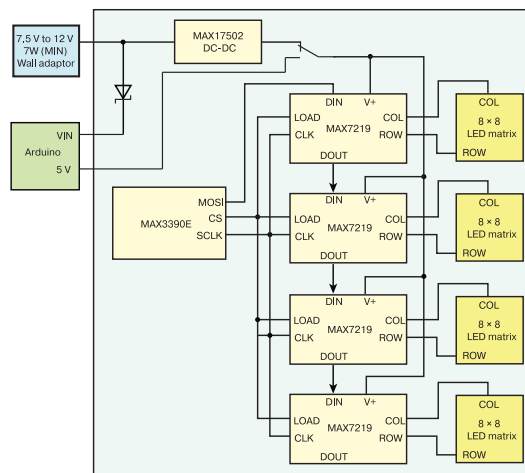 7,5 V to 12 V
7W (MIN)
Wall adaptor
MAX17502
DC-DC
VIN
Arduino
5 V
MAX3390E
MOSI
CS
SCLK
DIN
V+
LOAD
CLK
MAX7219
COL
ROW
DOUT
COL
8 × 8
LED matrix
ROW
DIN
V+
LOAD
CLK
MAX7219
COL
ROW
DOUT
COL
8 × 8
LED matrix
ROW
DIN
V+
LOAD
CLK
MAX7219
COL
ROW
DOUT
COL
8 × 8
LED matrix
ROW
DIN
V+
LOAD
CLK
MAX7219
COL
ROW
DOUT
COL
8 × 8
LED matrix
ROW